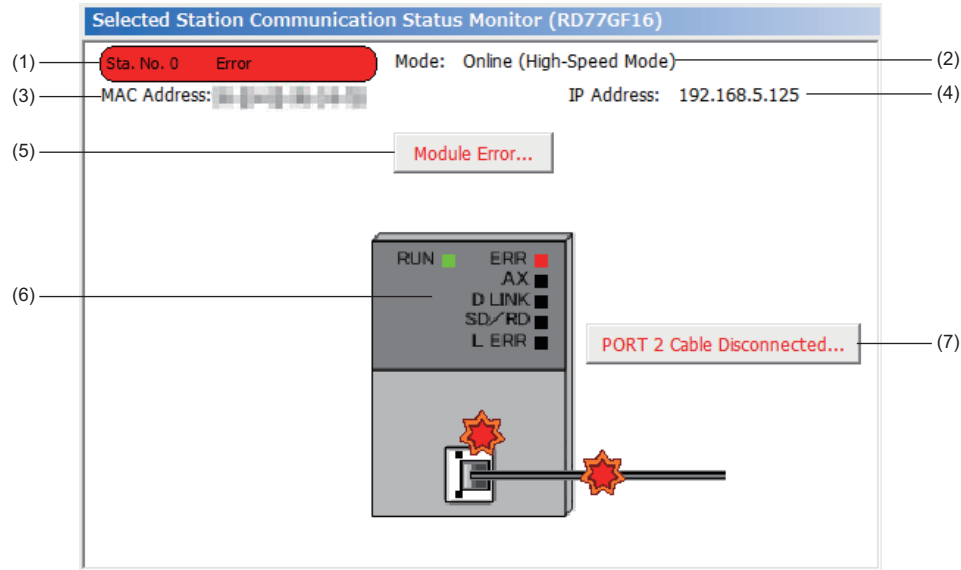 Selected Station Communication Status Monitor (RD77GF16)
(1) Sta. No. 0 Error Mode: Online (High-Speed Mode) (2)
(3) MAC Address: IP Address: 192.168.5.125 (4)
(5) Module Error...
RUN ERR
AX
(6) D LINK
SD/RD
L ERR
PORT 2 Cable Disconnected... (7)